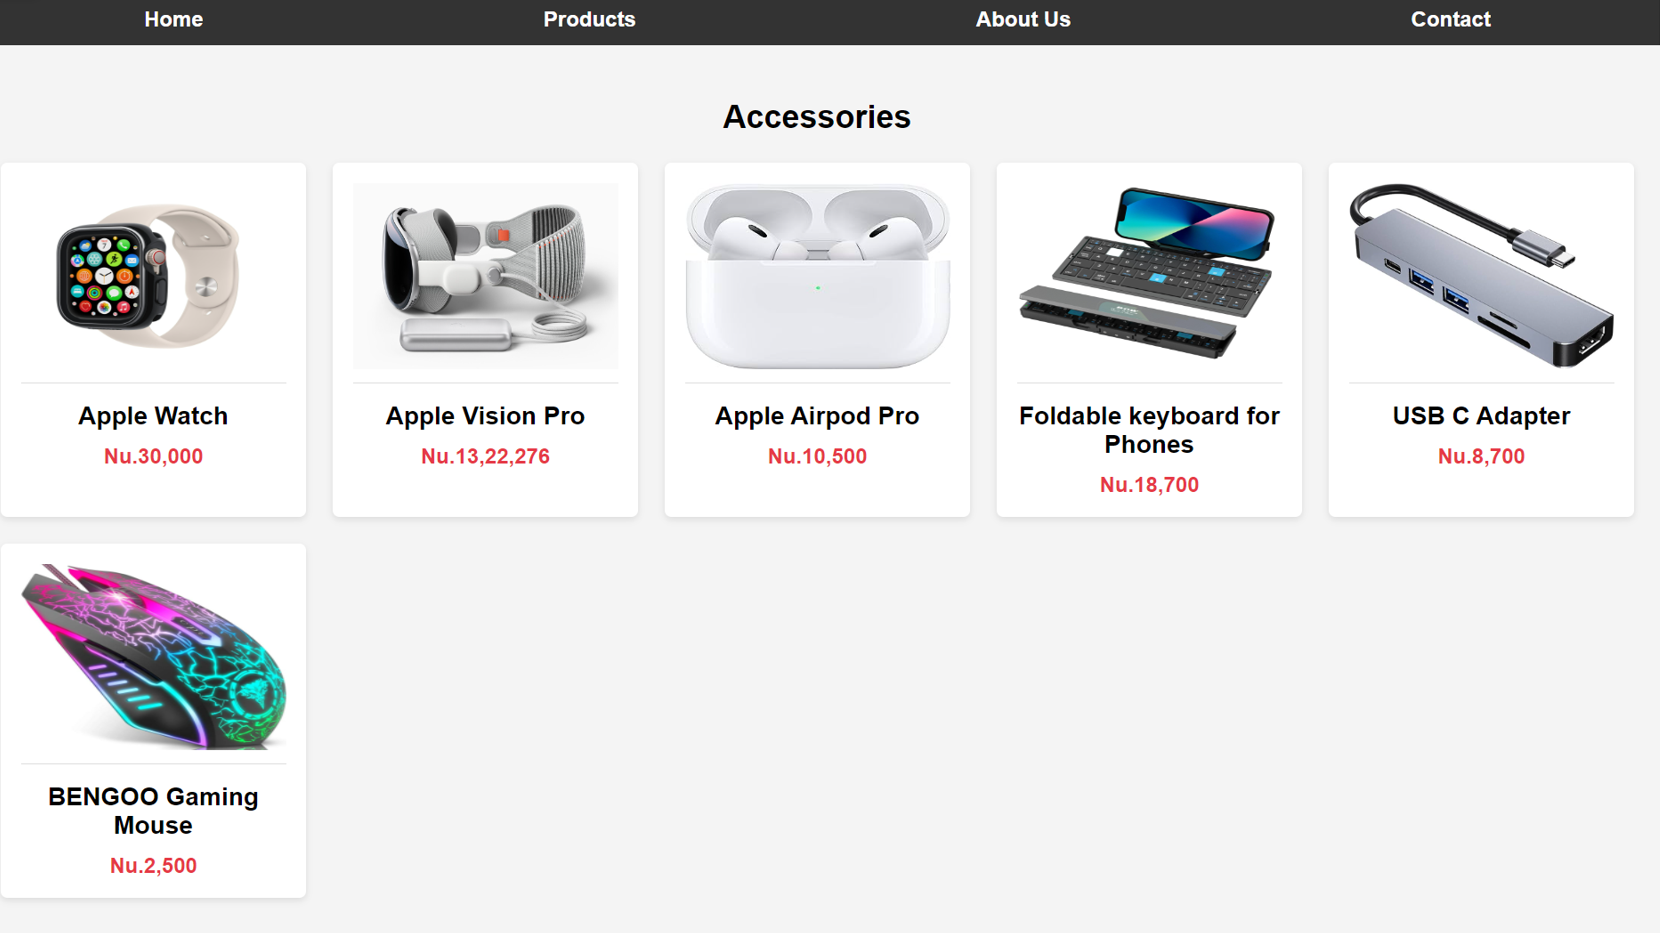 Home Products About Us Contact
Accessories
Apple Watch
Nu.30,000
Apple Vision Pro
Nu.13,22,276
Apple Airpod Pro
Nu.10,500
Foldable keyboard for
Phones
Nu.18,700
USB C Adapter
Nu.8,700
BENGOO Gaming
Mouse
Nu.2,500